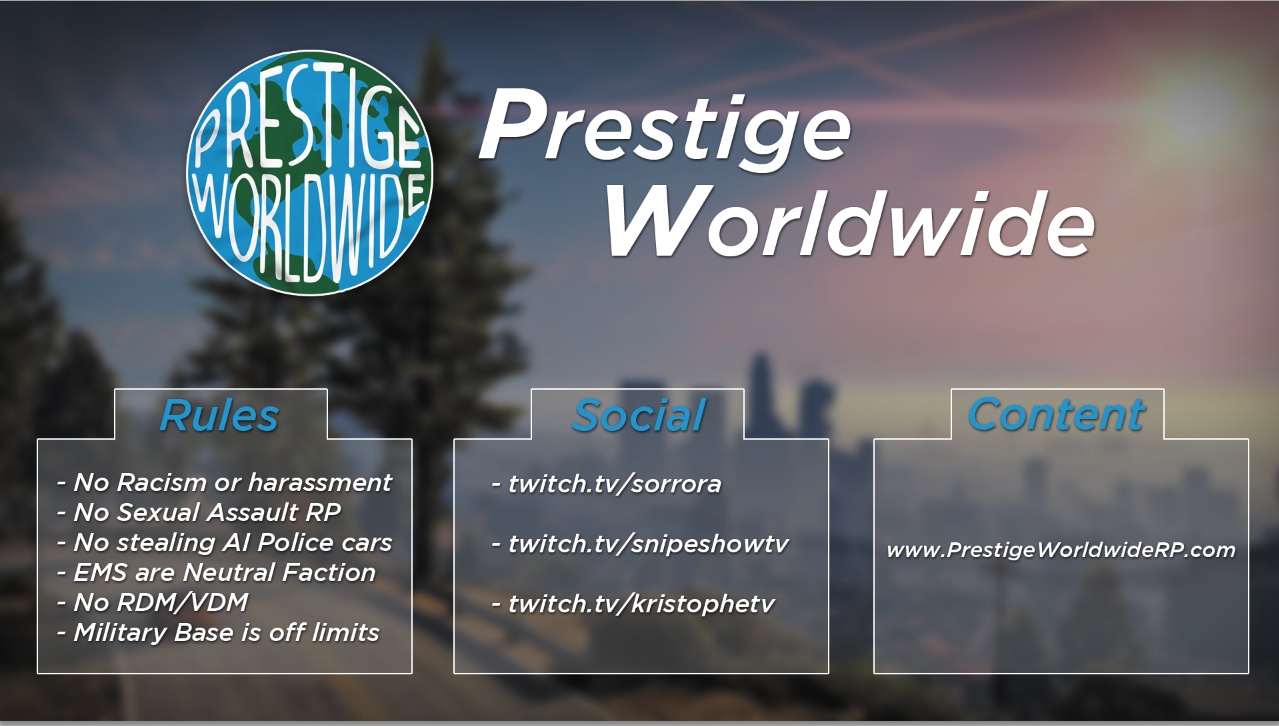 PRESTIGE
WORLDWIDE
Prestige
Worldwide
Rules
- No Racism or harassment
- No Sexual Assault RP
- No stealing AI Police cars
- EMS are Neutral Faction
- No RDM/VDM
- Military Base is off limits
Social
- twitch.tv/sorrora
- twitch.tv/snipeshowtv
- twitch.tv/kristophetv
Content
www.PrestigeWorldwideRP.com